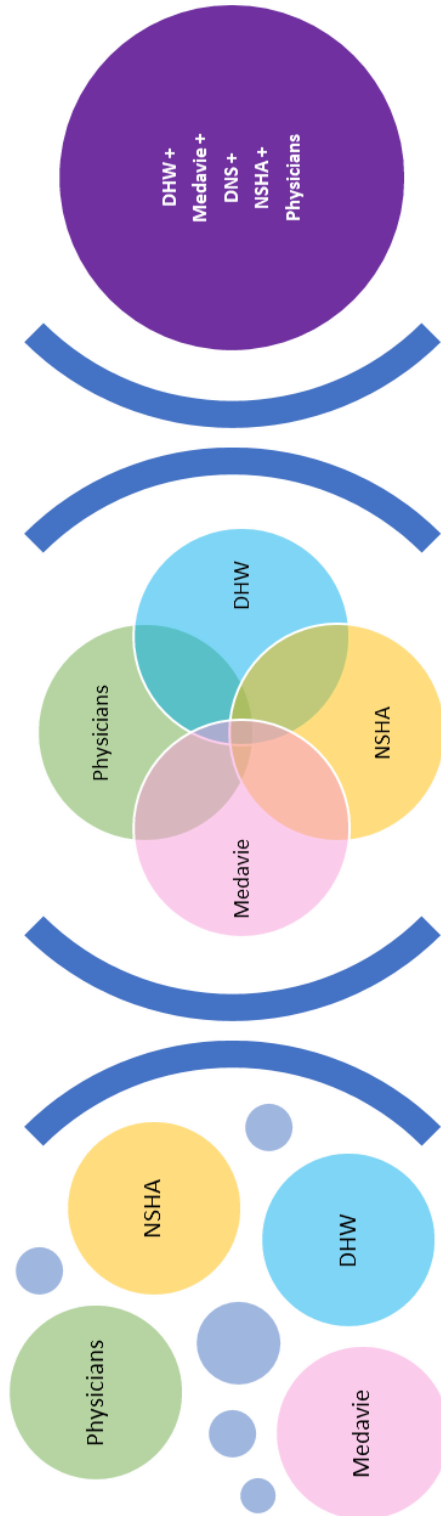 Physicians
NSHA
Medavie
DHW
Physicians
Medavie
DHW
NSHA
DHW +
Medavie +
DNS +
NSHA +
Physicians